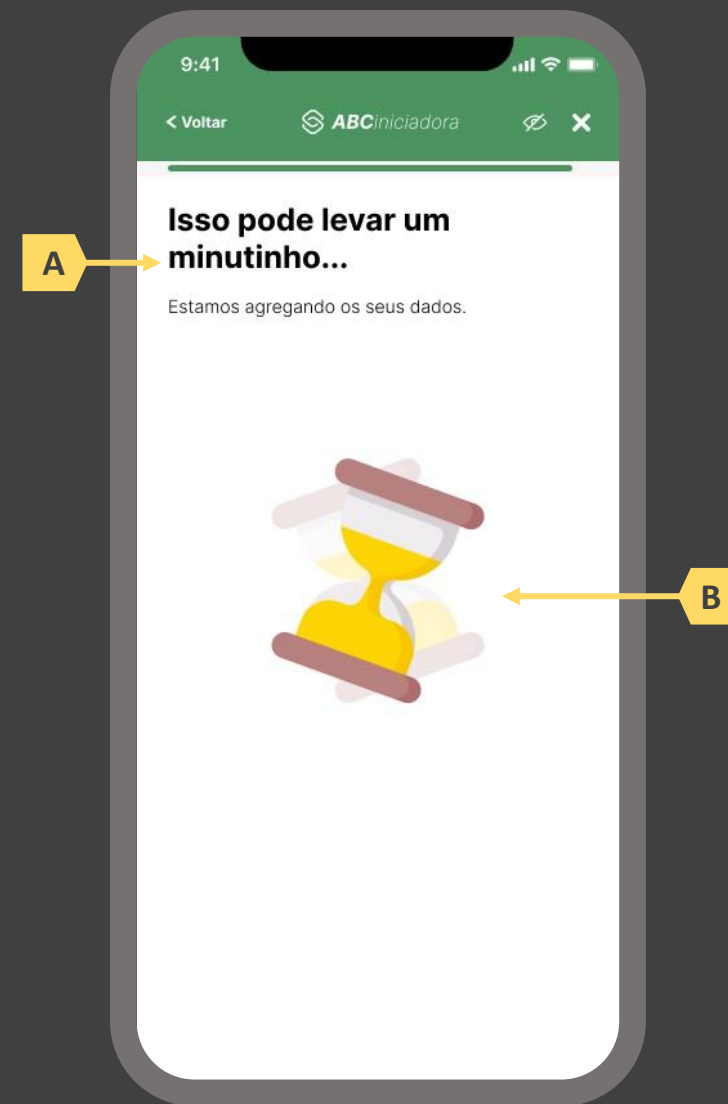 9:41
< Voltar
ABCiniciadora
Isso pode levar um
minutinho...
A
Estamos agregando os seus dados.
B